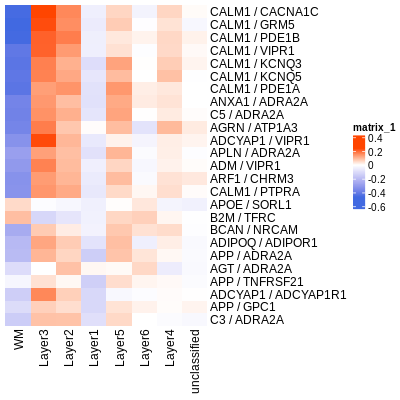 CALM1 / CACNA1C
CALM1 / GRM5
CALM1 / PDE1B
CALM1 / VIPR1
CALM1 / KCNQ3
CALM1 / KCNQ5
CALM1 / PDE1A
ANXA1 / ADRA2A
C5 / ADRA2A
AGRN / ATP1A3
ADCYAP1 / VIPR1
APLN / ADRA2A
ADM / VIPR1
ARF1 / CHRM3
CALM1 / PTPRA
APOE / SORL1
B2M / TFRC
BCAN / NRCAM
ADIPOQ / ADIPOR1
APP / ADRA2A
AGT / ADRA2A
APP / TNFRSF21
ADCYAP1 / ADCYAP1R1
APP / GPC1
C3 / ADRA2A
WM
Layer3
Layer2
Layer1
Layer5
Layer6
Layer4
unclassified
matrix_1
0.4
0.2
0
-0.2
-0.4
-0.6